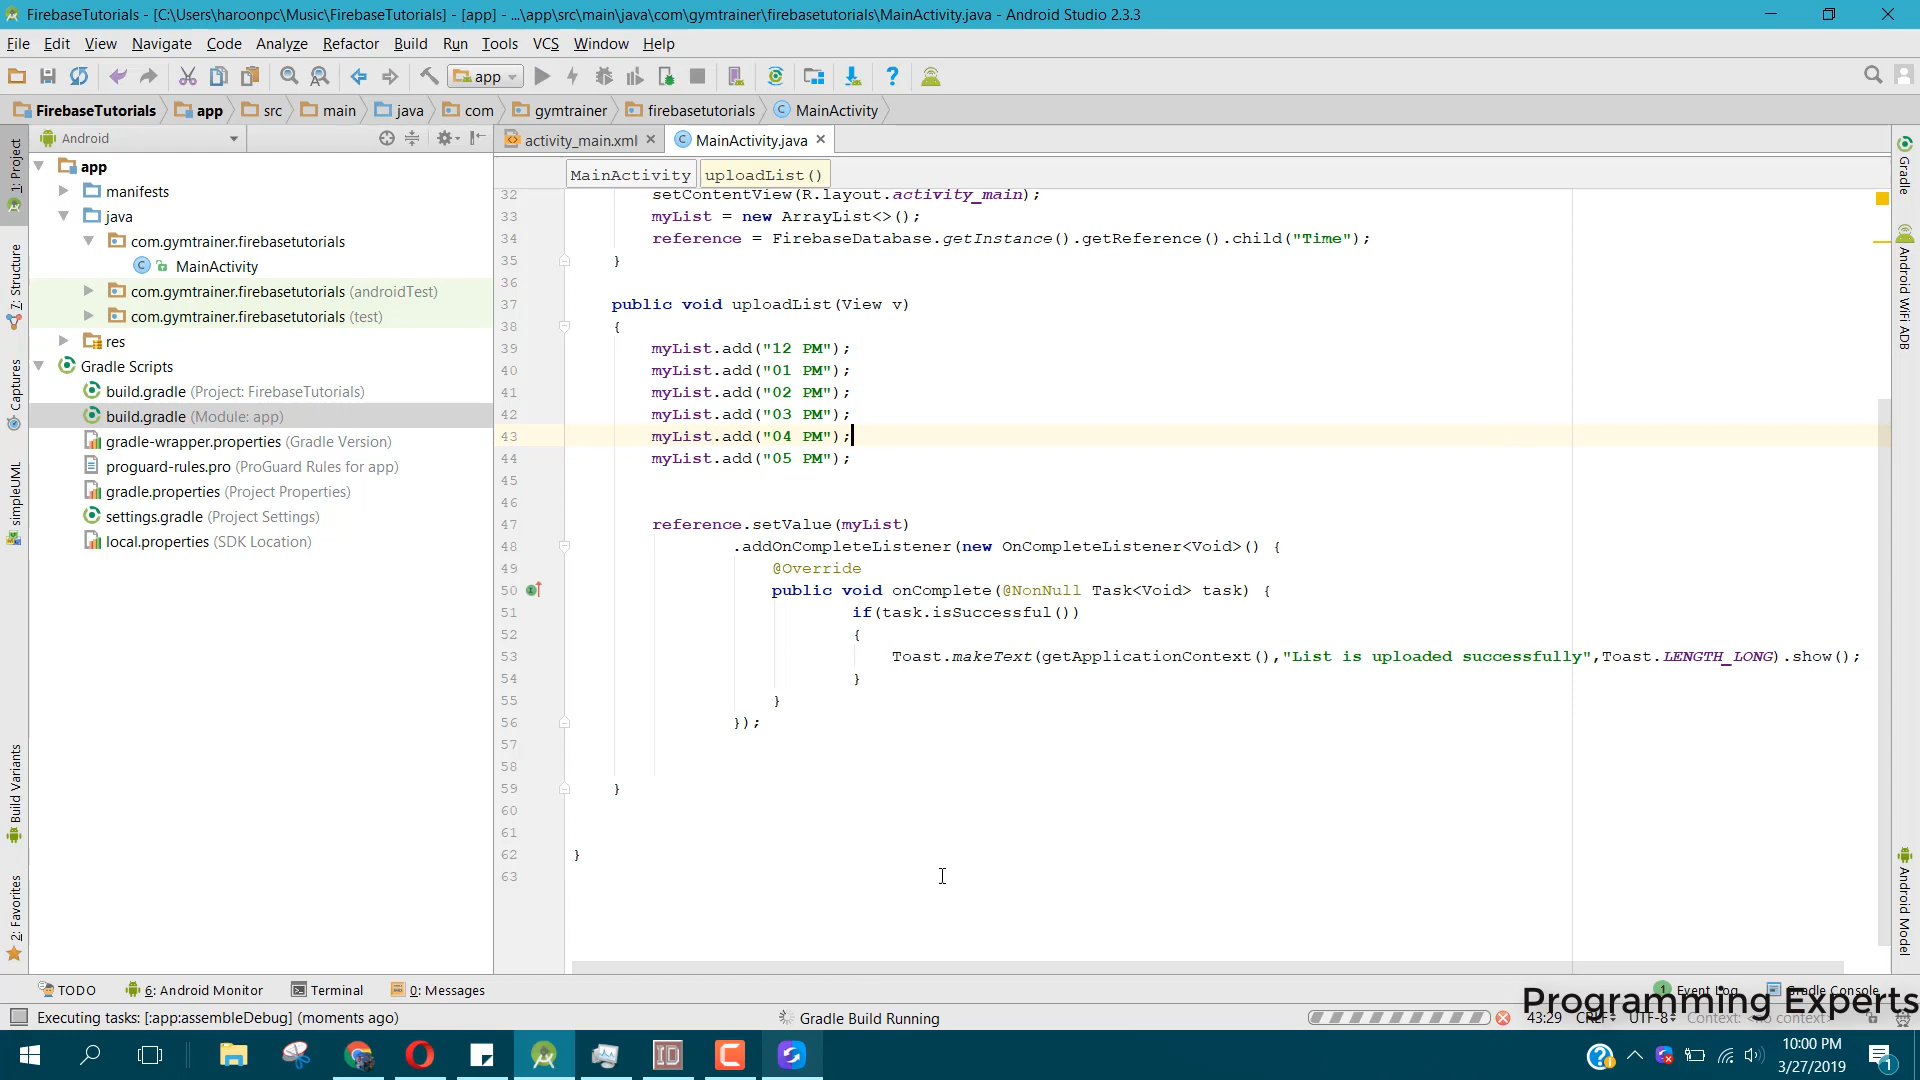 FirebaseTutorials - [C:\Users\haroonpc\Music\FirebaseTutorials] - [app] - ...\app\src\main\java\com\gymtrainer\firebasetutorials\MainActivity.java - Android Studio 2.3.3
File Edit View Navigate Code Analyze Refactor Build Run Tools VCS Window Help
app
FirebaseTutorials app src main java com gymtrainer firebasetutorials MainActivity
Android
activity_main.xml MainActivity.java
MainActivity uploadList()
1: Project
7: Structure
Captures
simpleUML
Build Variants
2: Favorites
app
manifests
java
com.gymtrainer.firebasetutorials
MainActivity
com.gymtrainer.firebasetutorials (androidTest)
com.gymtrainer.firebasetutorials (test)
res
Gradle Scripts
build.gradle (Project: FirebaseTutorials)
build.gradle (Module: app)
gradle-wrapper.properties (Gradle Version)
proguard-rules.pro (ProGuard Rules for app)
gradle.properties (Project Properties)
settings.gradle (Project Settings)
local.properties (SDK Location)
32 setContentView(R.layout.activity_main);
33 myList = new ArrayList<>();
34 reference = FirebaseDatabase.getInstance().getReference().child("Time");
35 }
36
37 public void uploadList(View v)
38 {
39 myList.add("12 PM");
40 myList.add("01 PM");
41 myList.add("02 PM");
42 myList.add("03 PM");
43 myList.add("04 PM");
44 myList.add("05 PM");
45
46
47 reference.setValue(myList)
48 .addOnCompleteListener(new OnCompleteListener<Void>() {
49 @Override
50 public void onComplete(@NonNull Task<Void> task) {
51 if(task.isSuccessful())
52 {
53 Toast.makeText(getApplicationContext(),"List is uploaded successfully",Toast.LENGTH_LONG).show();
54 }
55 }
56 });
57
58
59 }
60
61
62 }
63
Gradle
Android WiFi ADB
Android Model
TODO 6: Android Monitor Terminal 0: Messages 1 Event Log Gradle Console
Programming Experts
Executing tasks: [:app:assembleDebug] (moments ago) Gradle Build Running 43:29 CRLF UTF-8 Context: <no context>
10:00 PM
3/27/2019
1